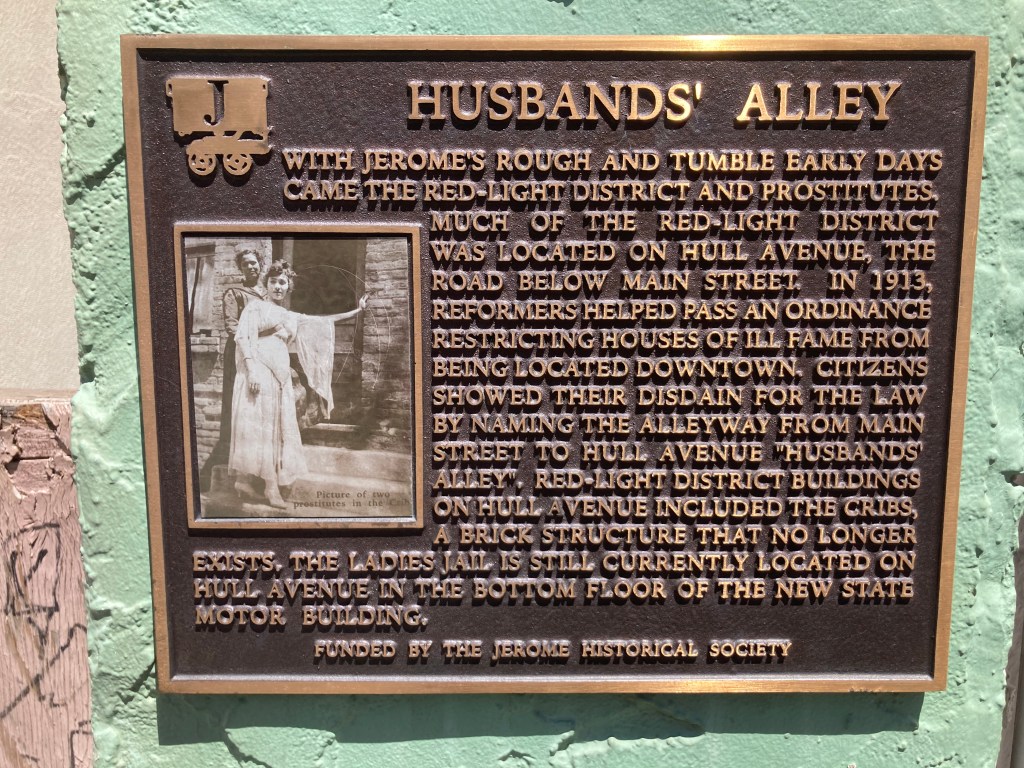 J
HUSBANDS' ALLEY
WITH JEROME'S ROUGH AND TUMBLE EARLY DAYS
CAME THE RED-LIGHT DISTRICT AND PROSTITUTES.
MUCH OF THE RED-LIGHT DISTRICT
WAS LOCATED ON HULL AVENUE, THE
ROAD BELOW MAIN STREET. IN 1913,
REFORMERS HELPED PASS AN ORDINANCE
RESTRICTING HOUSES OF ILL FAME FROM
BEING LOCATED DOWNTOWN. CITIZENS
SHOWED THEIR DISDAIN FOR THE LAW
BY NAMING THE ALLEYWAY FROM MAIN
STREET TO HULL AVENUE "HUSBANDS'
ALLEY". RED-LIGHT DISTRICT BUILDINGS
ON HULL AVENUE INCLUDED THE CRIBS,
A BRICK STRUCTURE THAT NO LONGER
EXISTS. THE LADIES JAIL IS STILL CURRENTLY LOCATED ON
HULL AVENUE IN THE BOTTOM FLOOR OF THE NEW STATE
MOTOR BUILDING.
Picture of two
prostitutes in the
FUNDED BY THE JEROME HISTORICAL SOCIETY